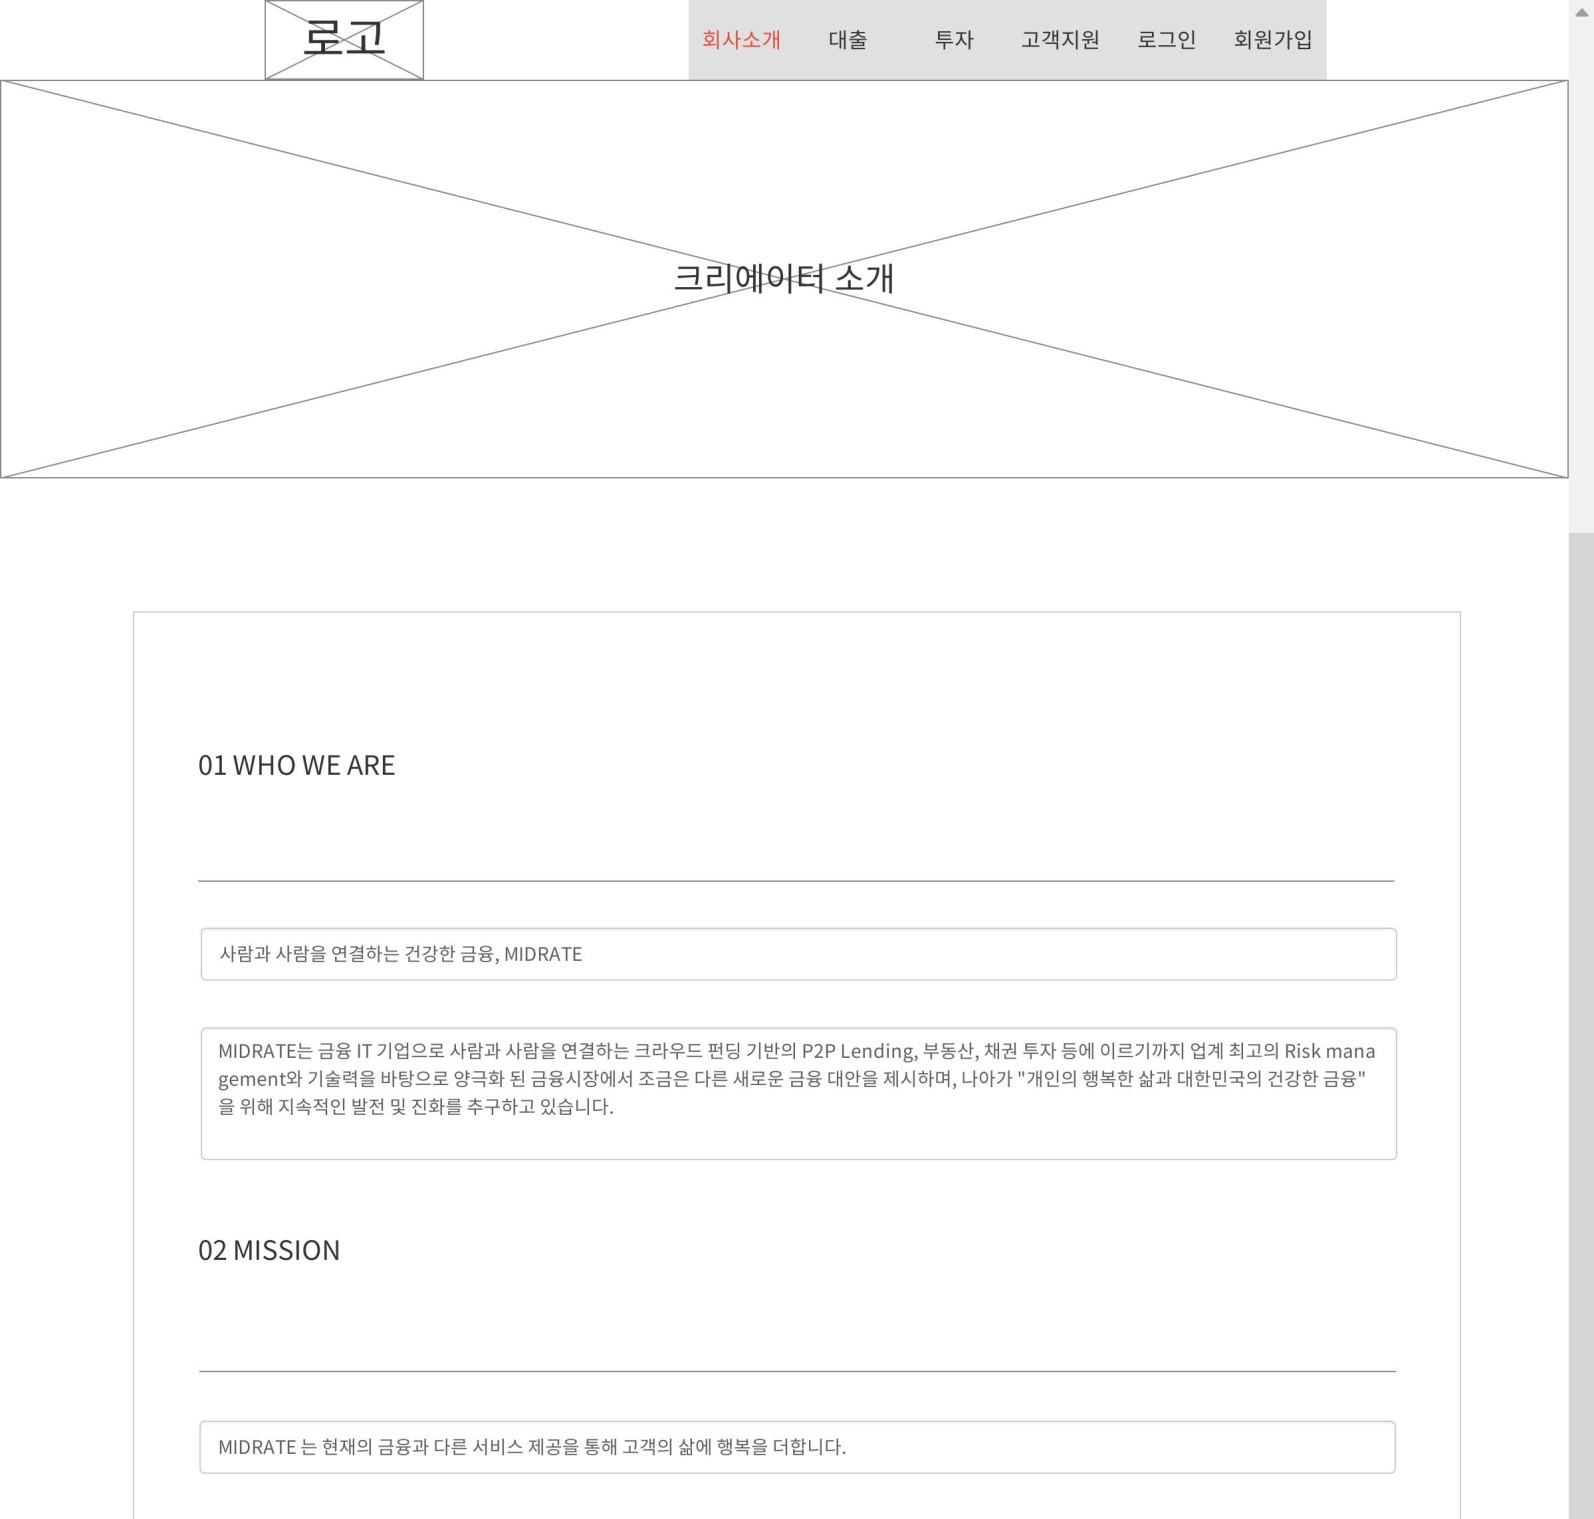 로고
회사소개 대출 투자 고객지원 로그인 회원가입
크리에이터 소개
01 WHO WE ARE
사람과 사람을 연결하는 건강한 금융, MIDRATE
MIDRATE는 금융 IT 기업으로 사람과 사람을 연결하는 크라우드 펀딩 기반의 P2P Lending, 부동산, 채권 투자 등에 이르기까지 업계 최고의 Risk mana
gement와 기술력을 바탕으로 양극화 된 금융시장에서 조금은 다른 새로운 금융 대안을 제시하며, 나아가 "개인의 행복한 삶과 대한민국의 건강한 금융"
을 위해 지속적인 발전 및 진화를 추구하고 있습니다.
02 MISSION
MIDRATE 는 현재의 금융과 다른 서비스 제공을 통해 고객의 삶에 행복을 더합니다.